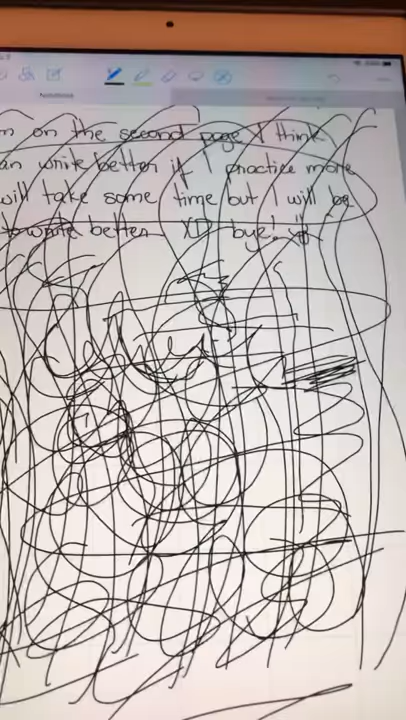 Notebook
n on the second page I think
an write better if I practice more
will take some time but I will be
to write better XD bye!